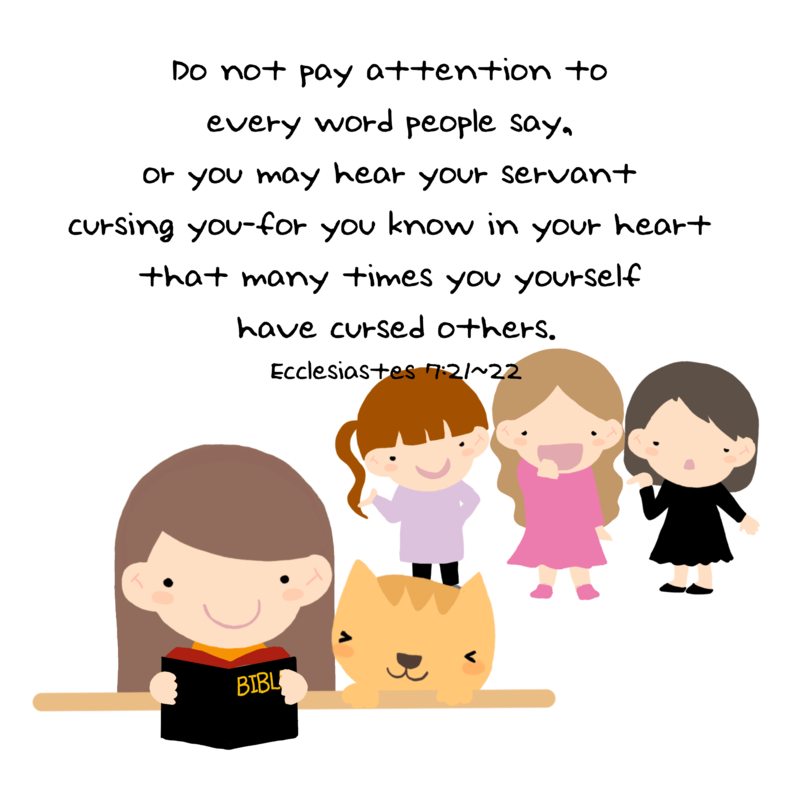 Do not pay attention to
every word people say,
or you may hear your servant
cursing you-for you know in your heart
that many times you yourself
have cursed others.
Ecclesiastes 7:21~22
BIBL